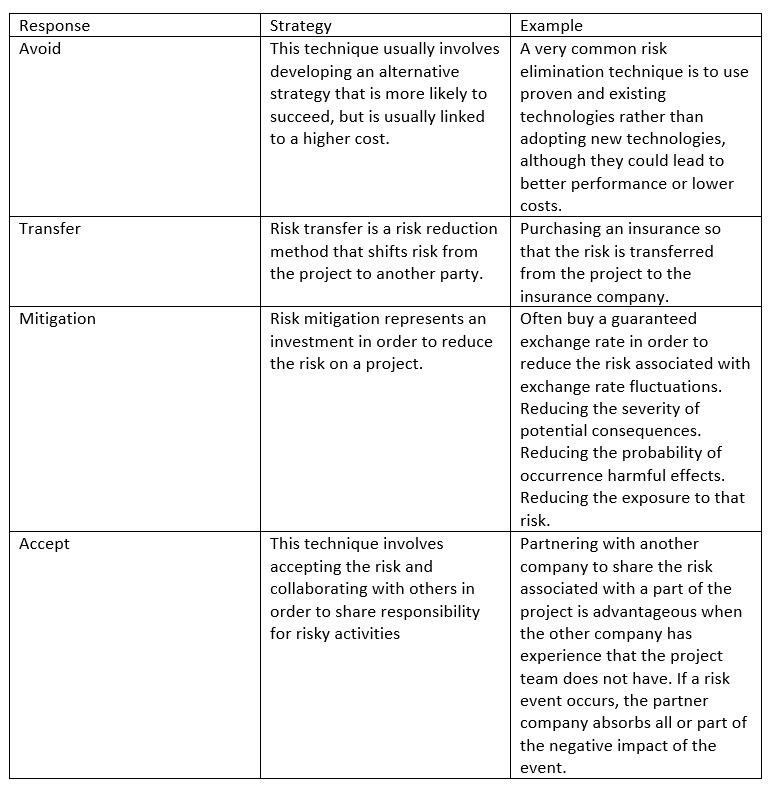 Response
Strategy
Example
Avoid
This technique usually involves
developing an alternative
strategy that is more likely to
succeed, but is usually linked
to a higher cost.
A very common risk
elimination technique is to use
proven and existing
technologies rather than
adopting new technologies,
although they could lead to
better performance or lower
costs.
Transfer
Risk transfer is a risk reduction
method that shifts risk from
the project to another party.
Purchasing an insurance so
that the risk is transferred
from the project to the
insurance company.
Mitigation
Risk mitigation represents an
investment in order to reduce
the risk on a project.
Often buy a guaranteed
exchange rate in order to
reduce the risk associated with
exchange rate fluctuations.
Reducing the severity of
potential consequences.
Reducing the probability of
occurrence harmful effects.
Reducing the exposure to that
risk.
Accept
This technique involves
accepting the risk and
collaborating with others in
order to share responsibility
for risky activities
Partnering with another
company to share the risk
associated with a part of the
project is advantageous when
the other company has
experience that the project
team does not have. If a risk
event occurs, the partner
company absorbs all or part of
the negative impact of the
event.